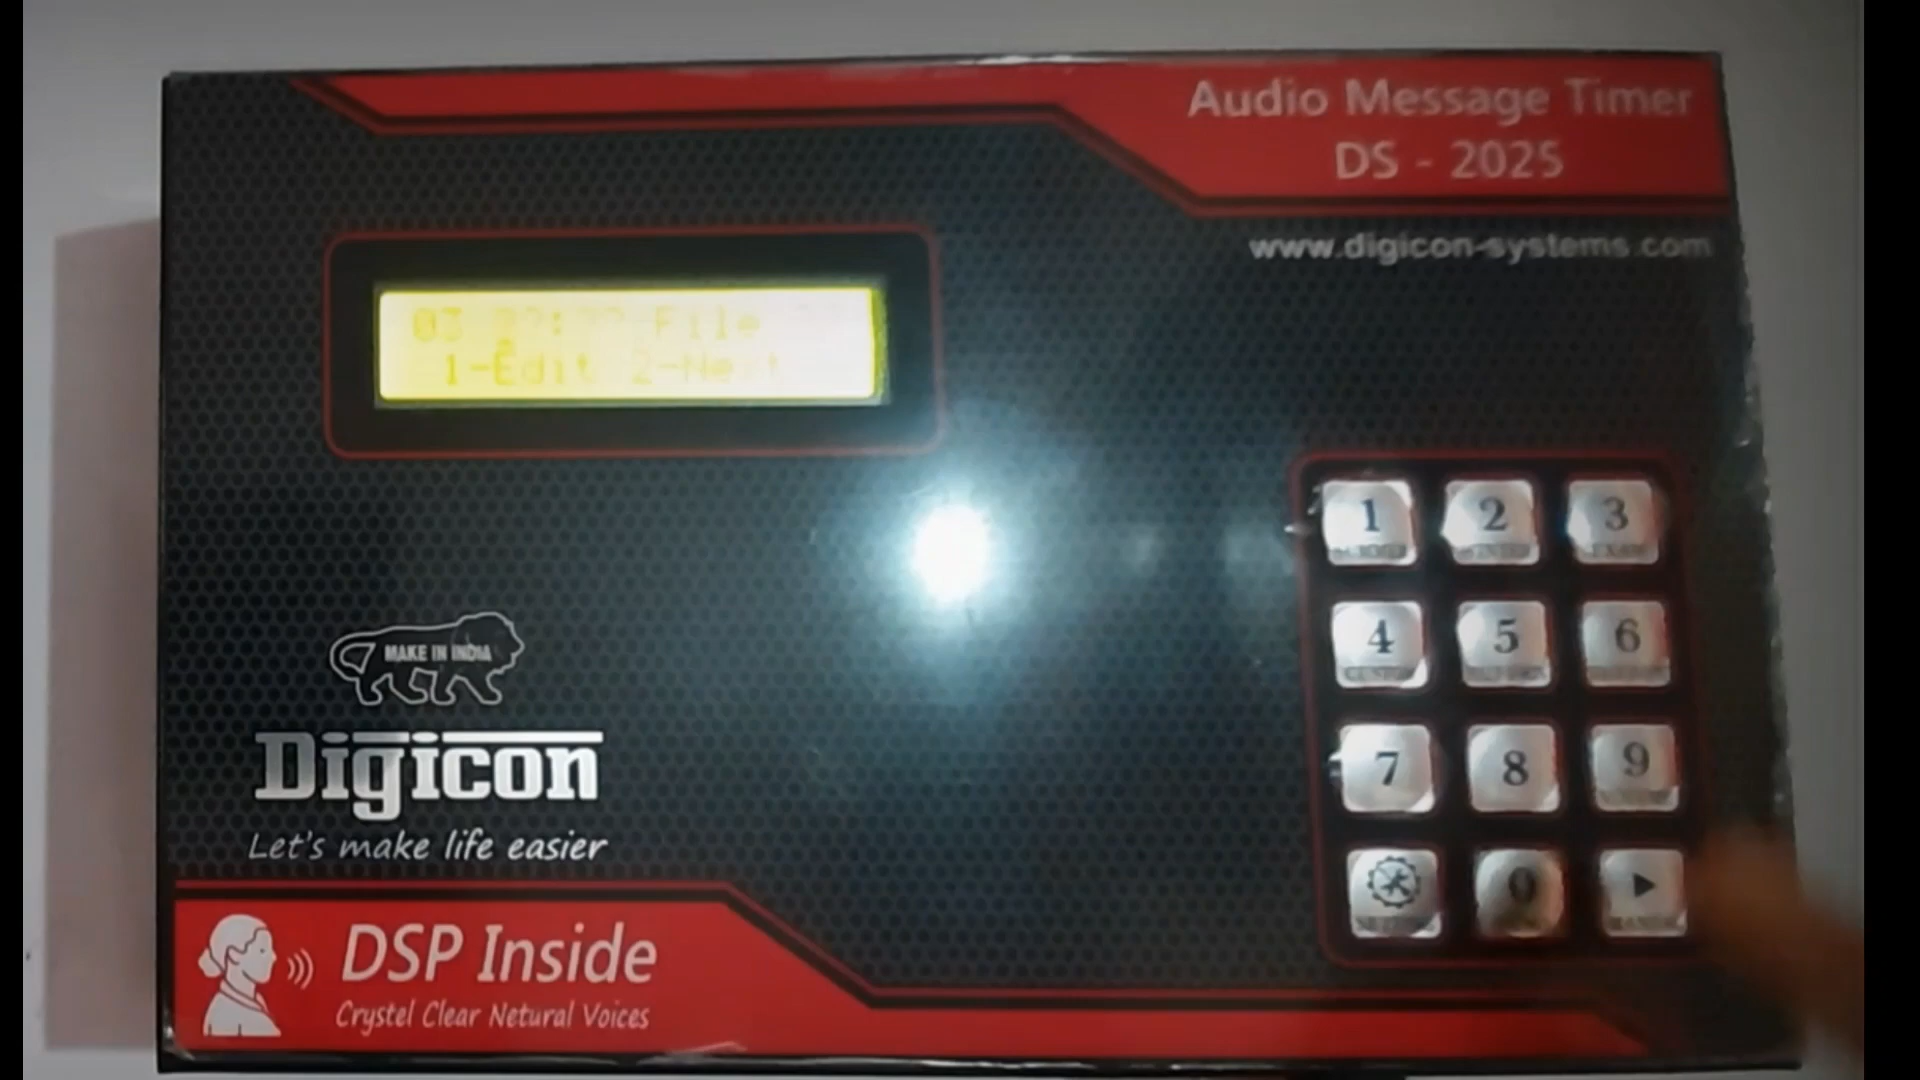 Audio Message Timer
DS - 2025
www.digicon-systems.com
03 ??:?? File
1-Edit 2-Next
1
2
3
4
5
6
7
8
9
0
MAKE IN INDIA
Digicon
Let's make life easier
DSP Inside
Crystel Clear Netural Voices